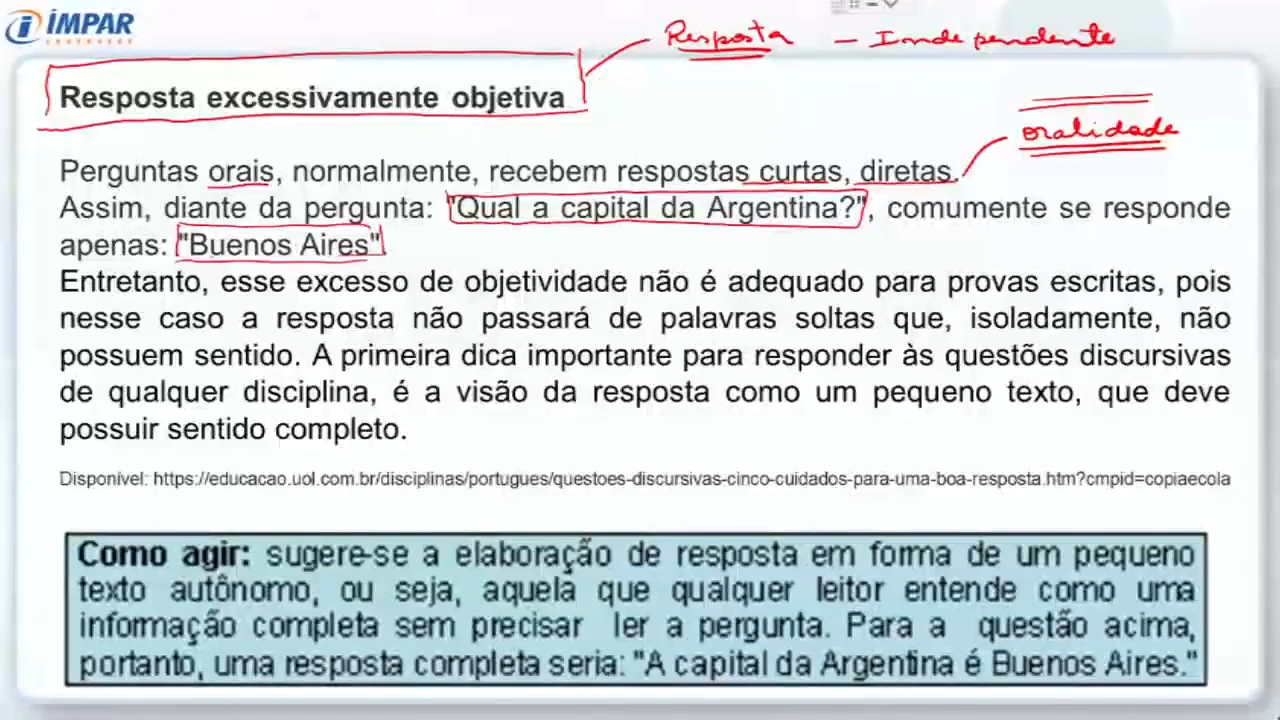 ÍMPAR
Resposta - Independente
Resposta excessivamente objetiva
oralidade
Perguntas orais, normalmente, recebem respostas curtas, diretas.
Assim, diante da pergunta: "Qual a capital da Argentina?", comumente se responde
apenas: "Buenos Aires".
Entretanto, esse excesso de objetividade não é adequado para provas escritas, pois
nesse caso a resposta não passará de palavras soltas que, isoladamente, não
possuem sentido. A primeira dica importante para responder às questões discursivas
de qualquer disciplina, é a visão da resposta como um pequeno texto, que deve
possuir sentido completo.
Disponível: https://educacao.uol.com.br/disciplinas/portugues/questoes-discursivas-cinco-cuidados-para-uma-boa-resposta.htm?cmpid=copiaecola
Como agir: sugere-se a elaboração de resposta em forma de um pequeno
texto autônomo, ou seja, aquela que qualquer leitor entende como uma
informação completa sem precisar ler a pergunta. Para a questão acima,
portanto, uma resposta completa seria: "A capital da Argentina é Buenos Aires."